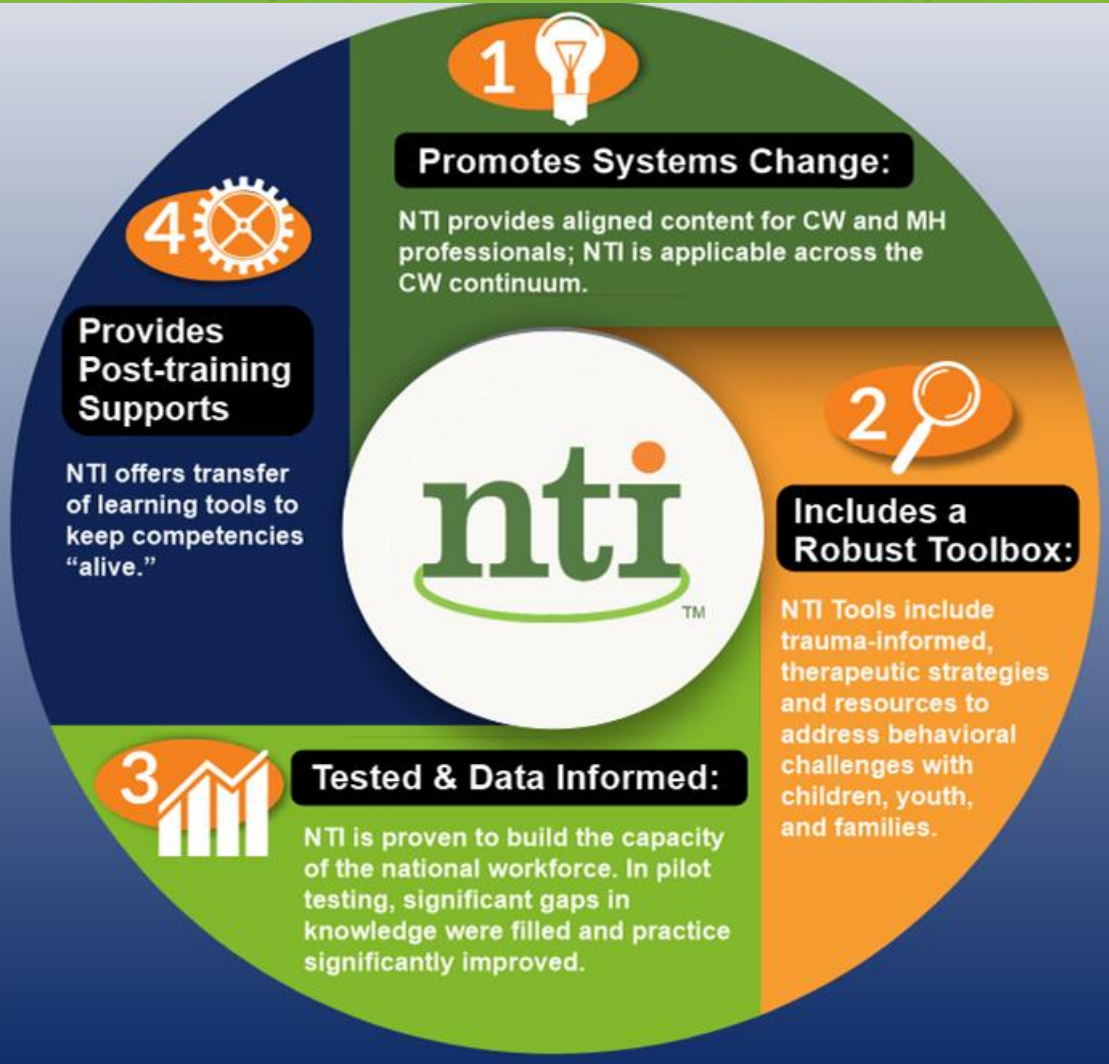 1
Promotes Systems Change:
NTI provides aligned content for CW and MH
professionals; NTI is applicable across the
CW continuum.
2
Includes a
Robust Toolbox:
NTI Tools include
trauma-informed,
therapeutic strategies
and resources to
address behavioral
challenges with
children, youth,
and families.
3
Tested & Data Informed:
NTI is proven to build the capacity
of the national workforce. In pilot
testing, significant gaps in
knowledge were filled and practice
significantly improved.
4
Provides
Post-training
Supports
NTI offers transfer
of learning tools to
keep competencies
“alive.”
nti
TM